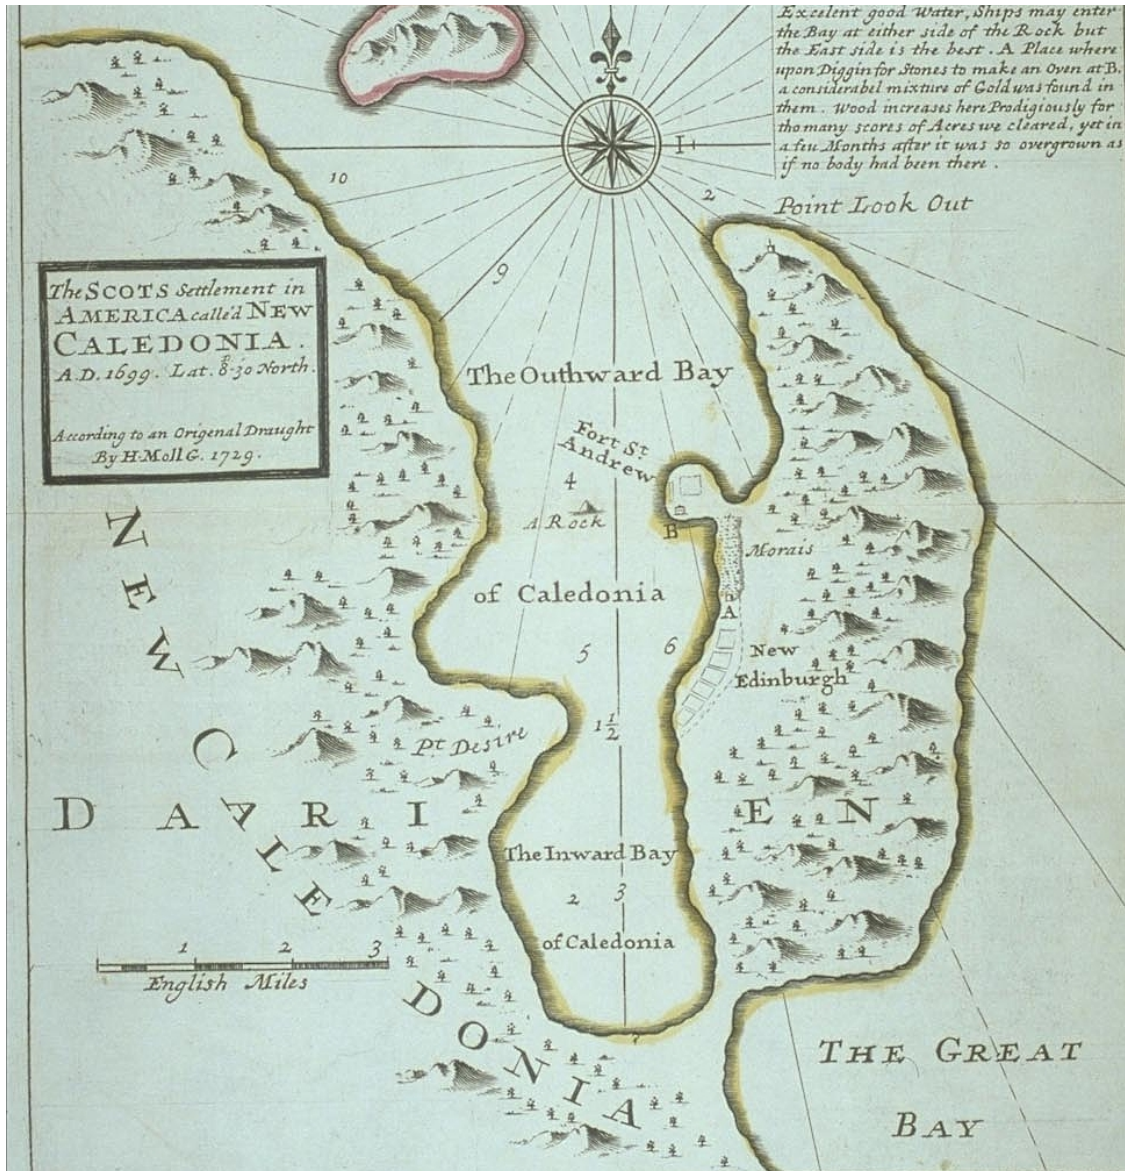 Excelent good Water, Ships may enter
the Bay at either side of the Rock but
the East side is the best. A Place where
upon Diggin for Stones to make an Oven at B.
a considerabel mixture of Gold was found in
them. Wood increases here Prodigiously for
tho many scores of Acres we cleared, yet in
a few Months after it was so overgrown as
if no body had been there.
10
2
Point Look Out
9
The SCOTS Settlement in
AMERICA calle'd NEW
CALEDONIA.
A.D. 1699. Lat. 8·30 North.
According to an Origenal Draught
By H. Moll G. 1729.
The Outhward Bay
Fort St
Andrew
4
A Rock
B
Morais
of Caledonia
A
5
6
New
Edinburgh
1 1/2
Pt. Desire
NEW CALEDONIA
DARIEN
The Inward Bay
2 3
of Caledonia
1 2 3
English Miles
THE GREAT
BAY